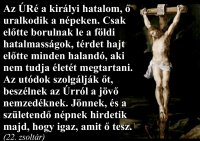 Az ÚRé a királyi hatalom, ő
uralkodik a népeken. Csak
előtte borulnak le a földi
hatalmasságok, térdet hajt
előtte minden halandó, aki
nem tudja életét megtartani.
Az utódok szolgálják őt,
beszélnek az Úrról a jövő
nemzedéknek. Jönnek, és a
születendő népnek hirdetik
majd, hogy igaz, amit ő tesz.
(22. zsoltár)